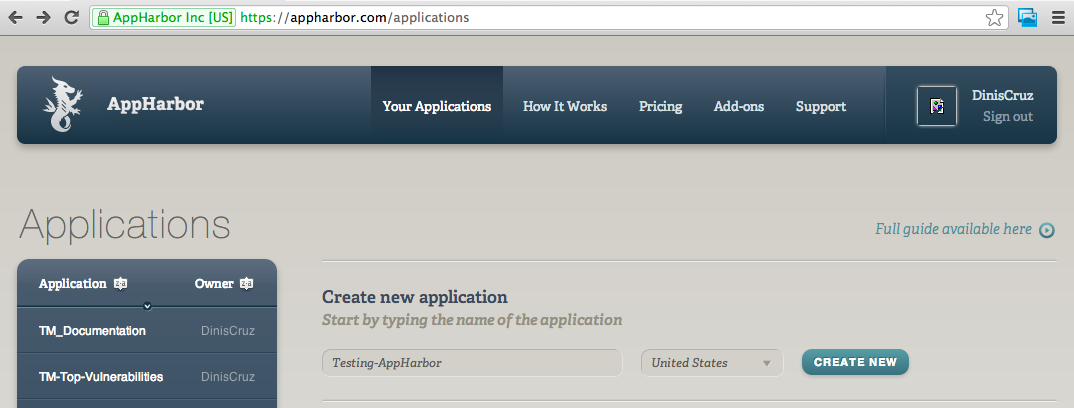 AppHarbor Inc [US] https://appharbor.com/applications
AppHarbor Your Applications How It Works Pricing Add-ons Support DinisCruz
Sign out
Applications
Full guide available here
Application Owner
TM_Documentation DinisCruz
TM-Top-Vulnerabilities DinisCruz
Create new application
Start by typing the name of the application
Testing-AppHarbor United States CREATE NEW